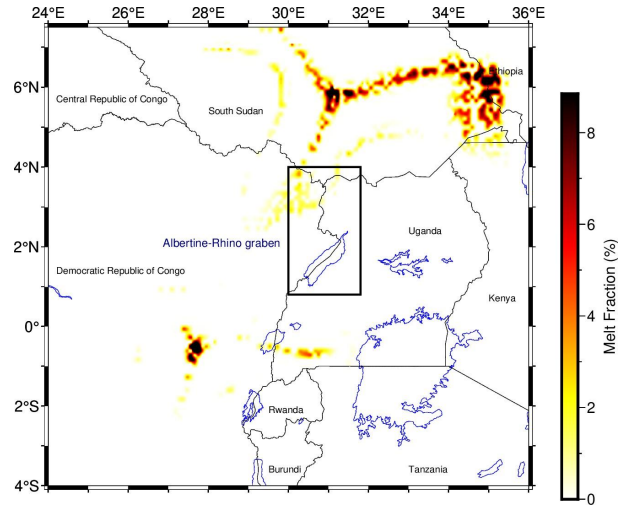 24°E 26°E 28°E 30°E 32°E 34°E 36°E
6°N
4°N
2°N
0°
2°S
4°S
Ethiopia
Central Republic of Congo
South Sudan
Albertine-Rhino graben
Uganda
Democratic Republic of Congo
Kenya
Rwanda
Burundi
Tanzania
8
6
4
2
0
Melt Fraction (%)